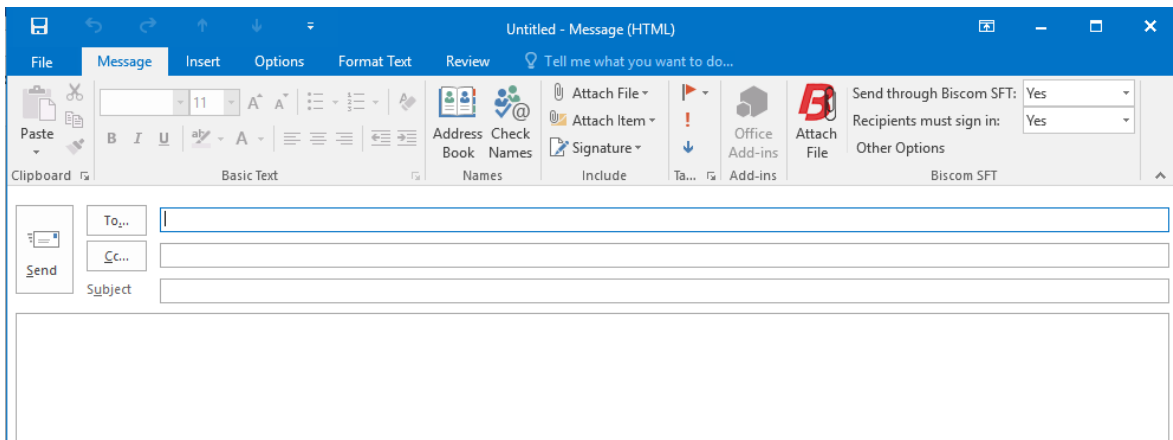 Untitled - Message (HTML)
File Message Insert Options Format Text Review Tell me what you want to do...
Paste
Clipboard
11
B I U
Basic Text
Address Book
Check Names
Names
Attach File
Attach Item
Signature
Include
Ta...
Office Add-ins
Add-ins
Attach File
Send through Biscom SFT: Yes
Recipients must sign in: Yes
Other Options
Biscom SFT
Send
To...
Cc...
Subject